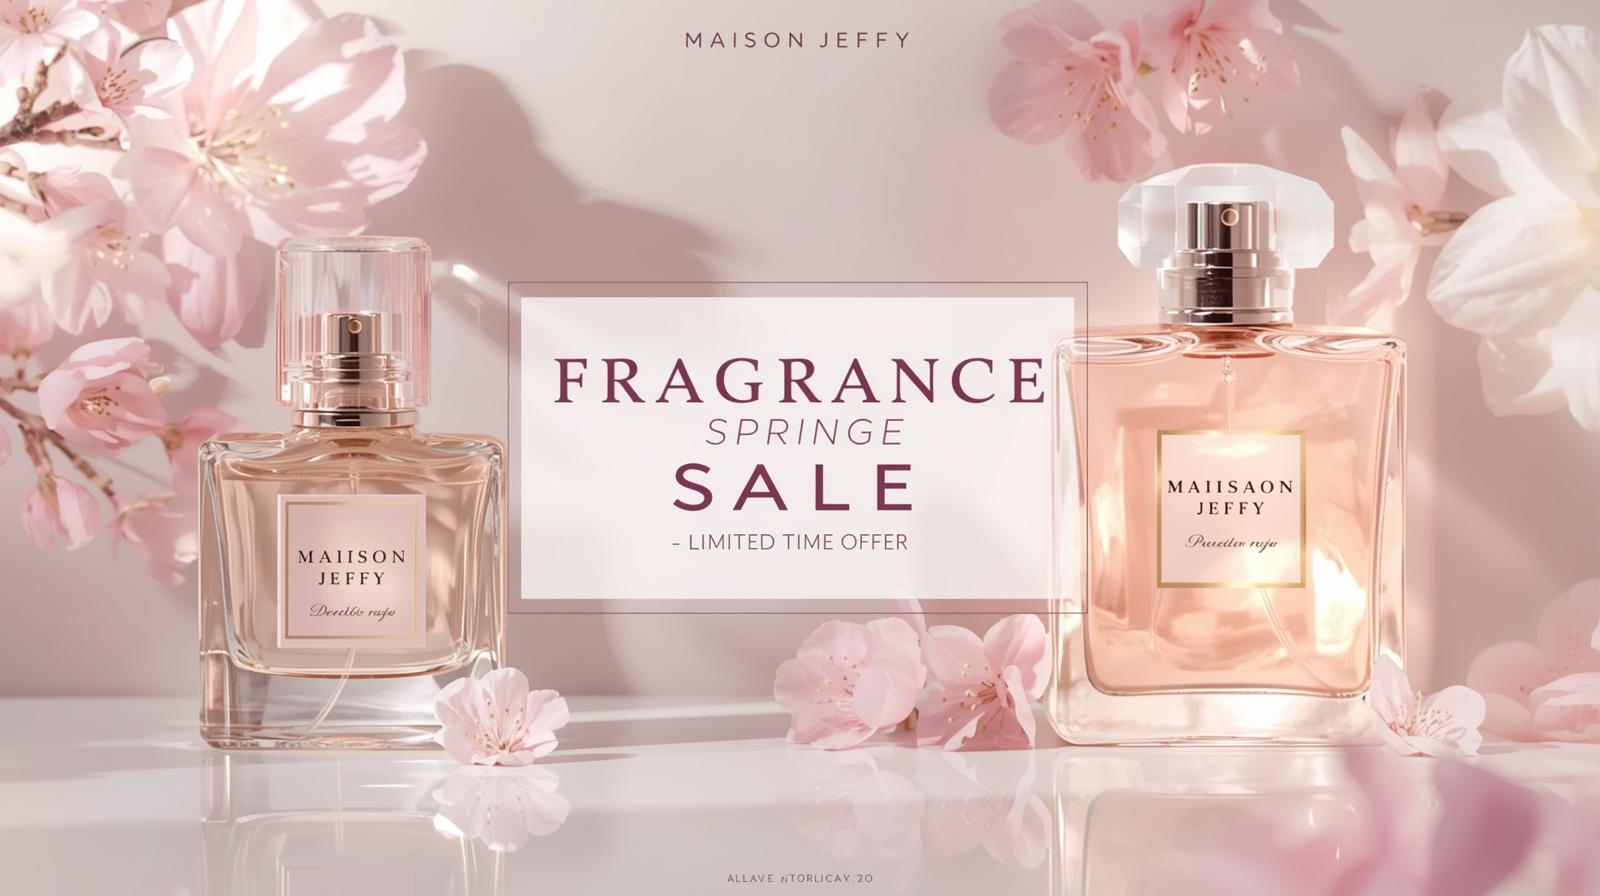 MAISON JEFFY
FRAGRANCE
SPRINGE
SALE
- LIMITED TIME OFFER
MAIISON
JEFFY
MAIISAON
JEFFY